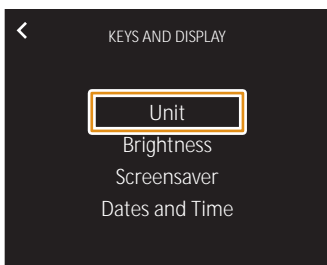 KEYS AND DISPLAY
Unit
Brightness
Screensaver
Dates and Time